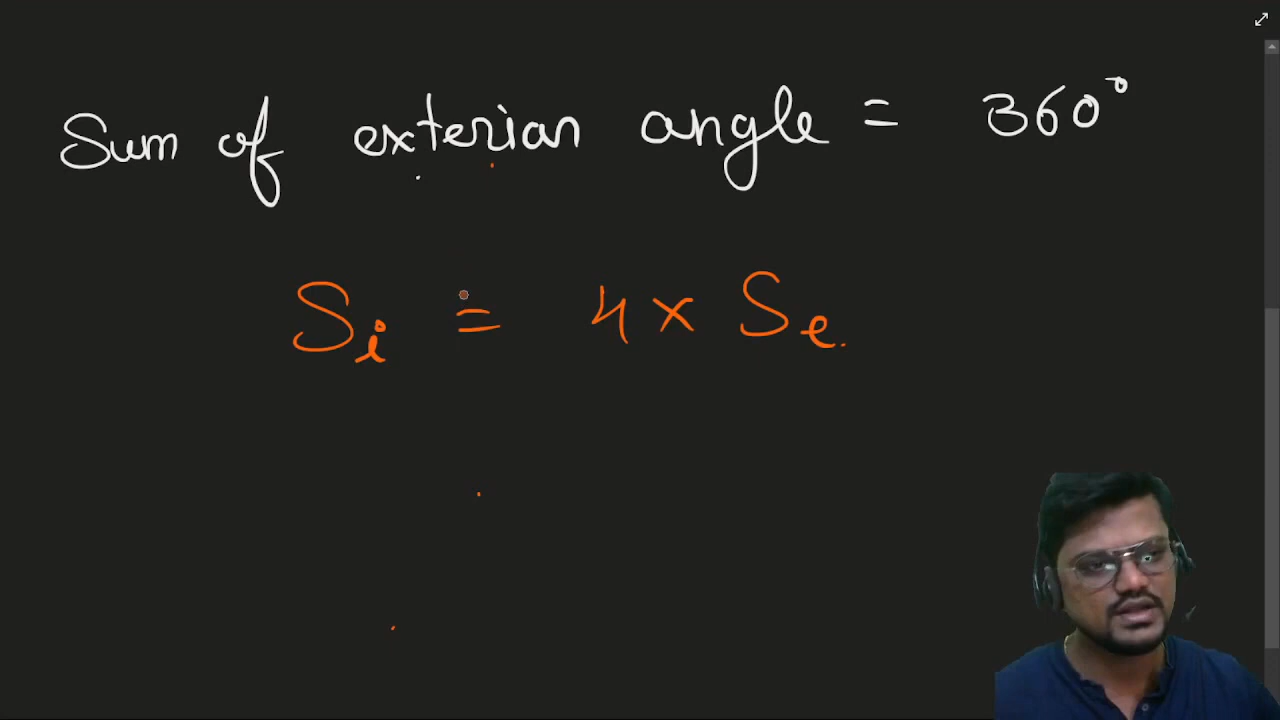 Sum of exterian angle = 360°
Si = 4 × Se.